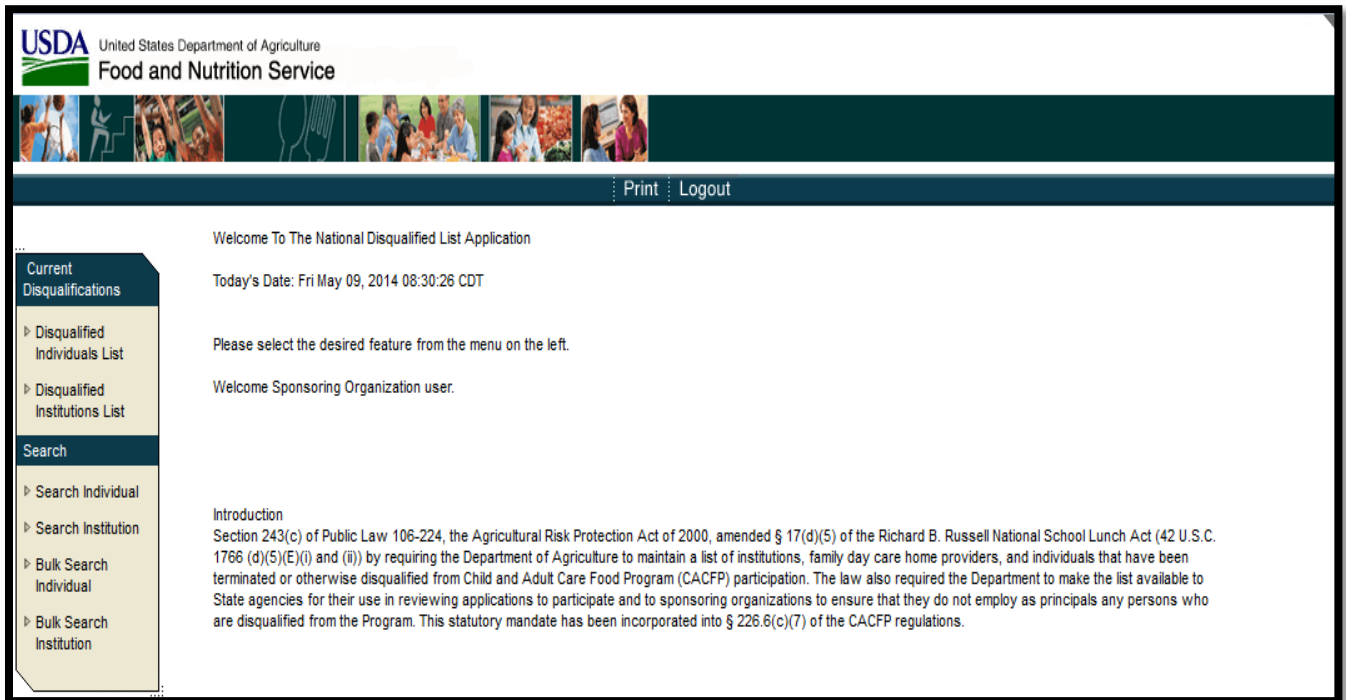 USDA United States Department of Agriculture
Food and Nutrition Service
Print Logout
Welcome To The National Disqualified List Application
Today's Date: Fri May 09, 2014 08:30:26 CDT
Please select the desired feature from the menu on the left.
Welcome Sponsoring Organization user.
...
Current
Disqualifications
Disqualified
Individuals List
Disqualified
Institutions List
Search
Search Individual
Search Institution
Bulk Search
Individual
Bulk Search
Institution
Introduction
Section 243(c) of Public Law 106-224, the Agricultural Risk Protection Act of 2000, amended § 17(d)(5) of the Richard B. Russell National School Lunch Act (42 U.S.C.
1766 (d)(5)(E)(i) and (ii)) by requiring the Department of Agriculture to maintain a list of institutions, family day care home providers, and individuals that have been
terminated or otherwise disqualified from Child and Adult Care Food Program (CACFP) participation. The law also required the Department to make the list available to
State agencies for their use in reviewing applications to participate and to sponsoring organizations to ensure that they do not employ as principals any persons who
are disqualified from the Program. This statutory mandate has been incorporated into § 226.6(c)(7) of the CACFP regulations.